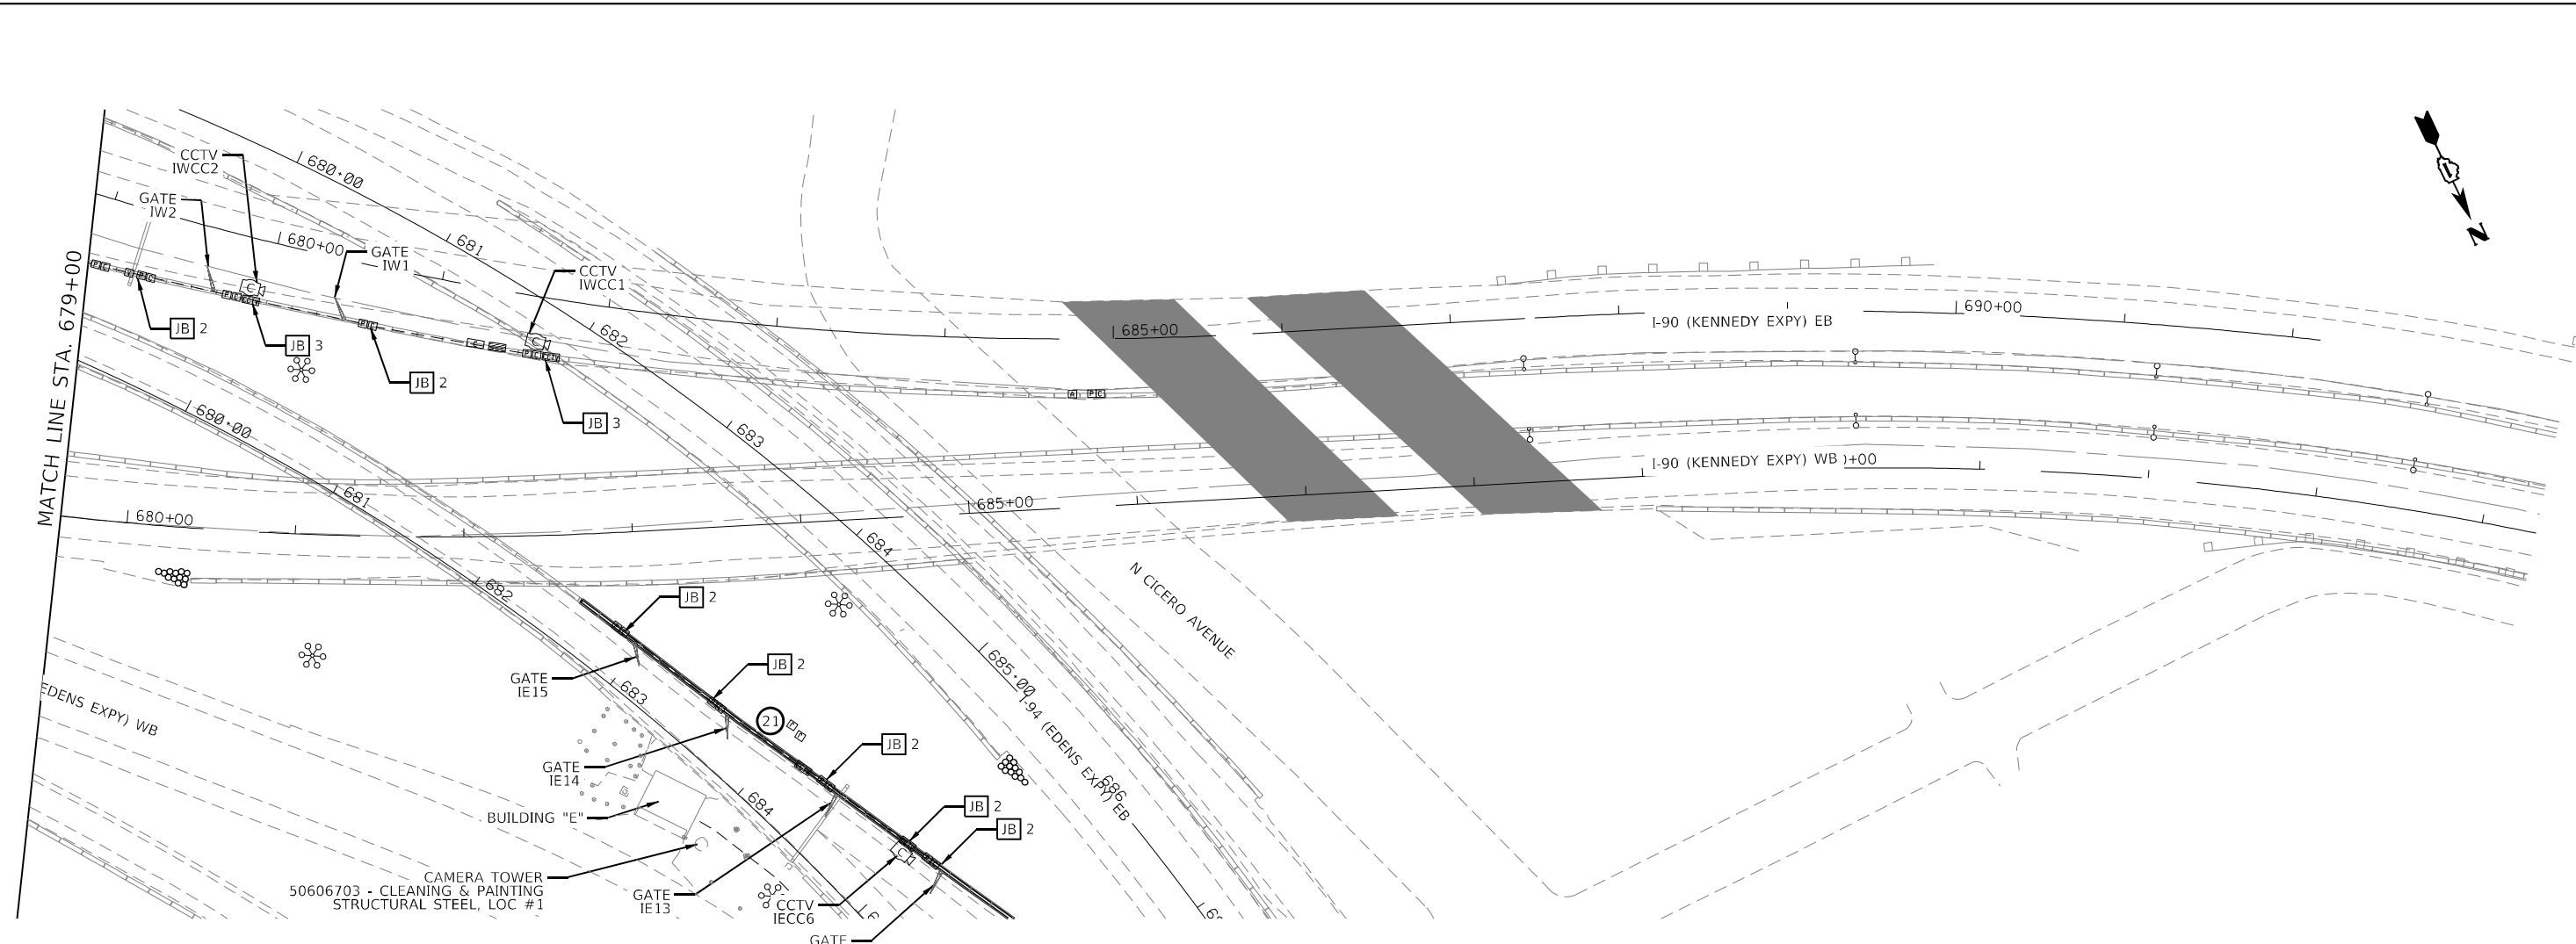 MATCH LINE STA. 679+00
CCTV
IWCC2
GATE
IW2
680+00
680+00
681
GATE
IW1
CCTV
IWCC1
682
JB 2
JB 3
JB 2
JB 3
683
684
685+00
686
I-94 (EDENS EXPY) EB
685+00
I-90 (KENNEDY EXPY) EB
690+00
I-90 (KENNEDY EXPY) WB
)+00
685+00
680+00
680+00
681
682
683
684
N CICERO AVENUE
N
EDENS EXPY) WB
JB 2
GATE
IE15
JB 2
21
GATE
IE14
JB 2
BUILDING "E"
JB 2
JB 2
CAMERA TOWER
50606703 - CLEANING & PAINTING
STRUCTURAL STEEL, LOC #1
GATE
IE13
CCTV
IECC6
GATE